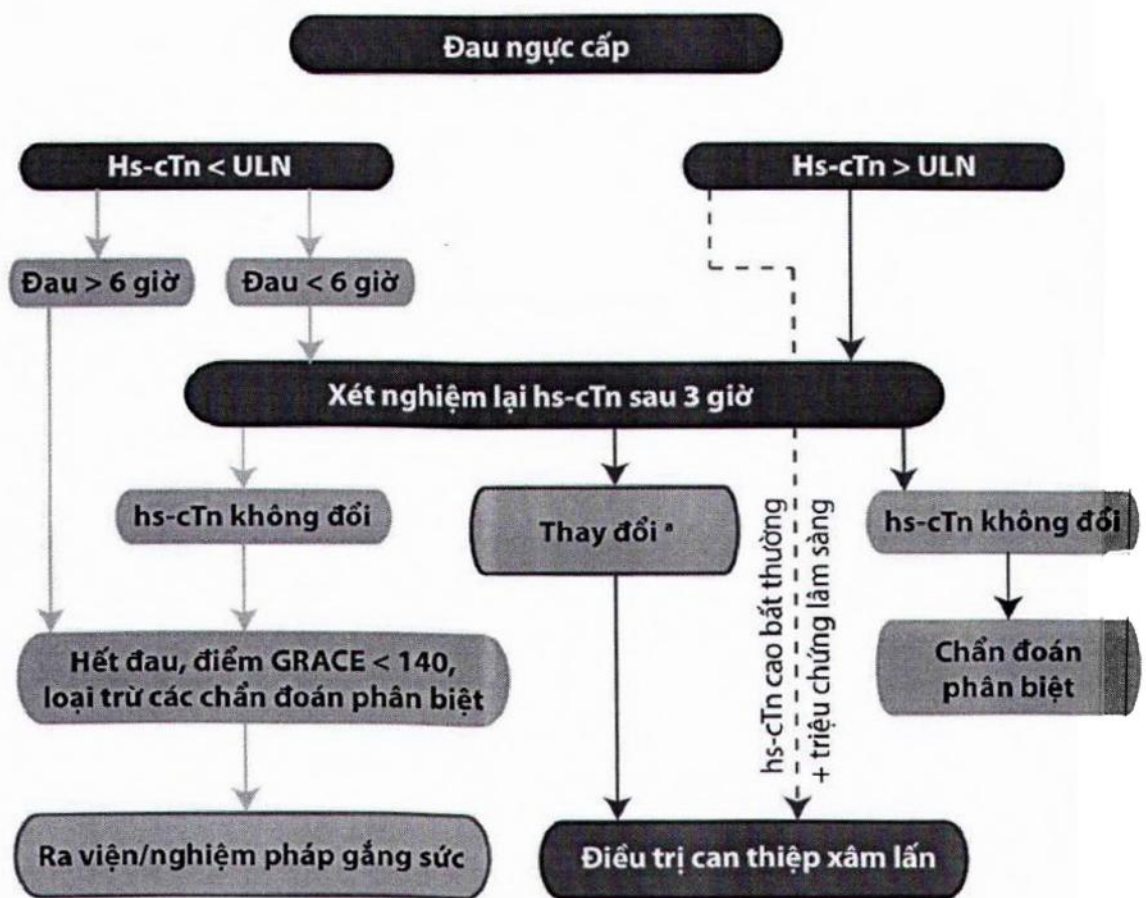 Đau ngực cấp
Hs-cTn < ULN
Hs-cTn > ULN
Đau > 6 giờ
Đau < 6 giờ
Xét nghiệm lại hs-cTn sau 3 giờ
hs-cTn không đổi
Thay đổi ª
hs-cTn cao bất thường
+ triệu chứng lâm sàng
hs-cTn không đổi
Hết đau, điểm GRACE < 140,
loại trừ các chẩn đoán phân biệt
Chẩn đoán
phân biệt
Ra viện/nghiệm pháp gắng sức
Điều trị can thiệp xâm lấn